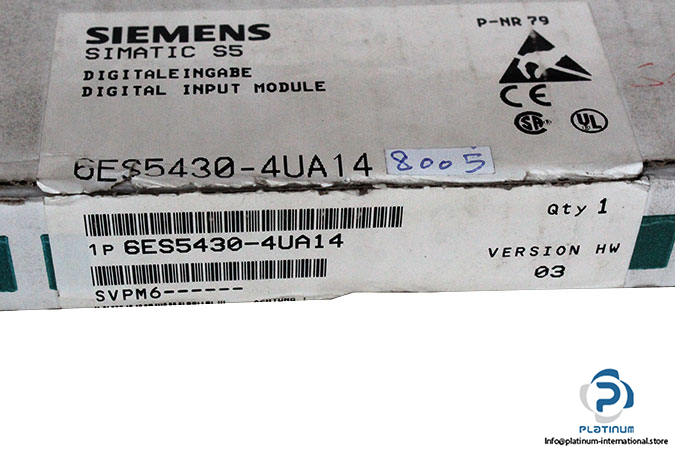 SIEMENS
P-NR 79
SIMATIC S5
DIGITALEINGABE
DIGITAL INPUT MODULE
CE
SA
UL
6ES5430-4UA14
8005
Qty 1
1P 6ES5430-4UA14
VERSION HW
03
SVPM6------
PLATINUM
Info@platinum-international.store